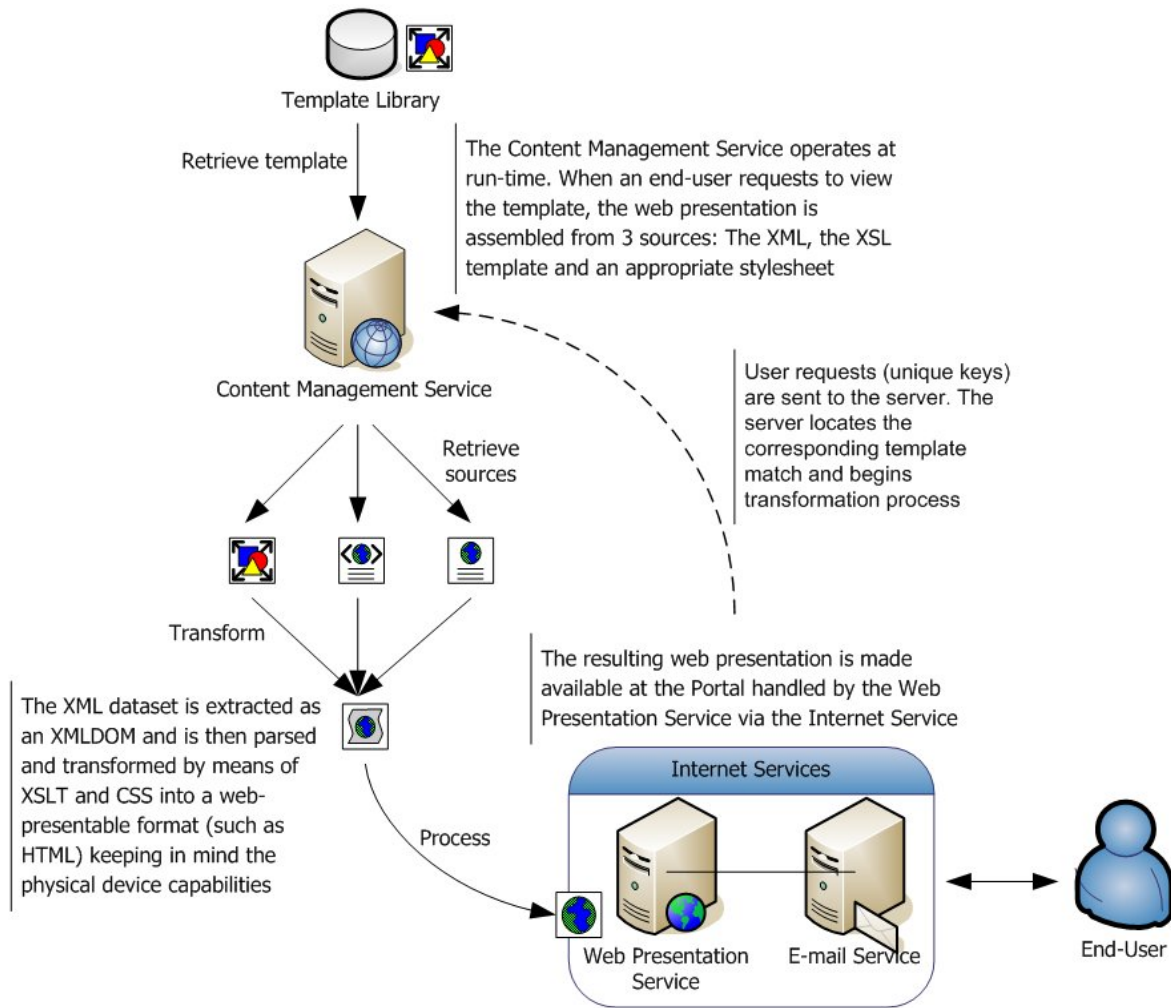 Template Library
Retrieve template
The Content Management Service operates at
run-time. When an end-user requests to view
the template, the web presentation is
assembled from 3 sources: The XML, the XSL
template and an appropriate stylesheet
Content Management Service
User requests (unique keys)
are sent to the server. The
server locates the
corresponding template
match and begins
transformation process
Retrieve
sources
Transform
The XML dataset is extracted as
an XMLDOM and is then parsed
and transformed by means of
XSLT and CSS into a web-
presentable format (such as
HTML) keeping in mind the
physical device capabilities
The resulting web presentation is made
available at the Portal handled by the Web
Presentation Service via the Internet Service
Process
Internet Services
Web Presentation
Service
E-mail Service
End-User